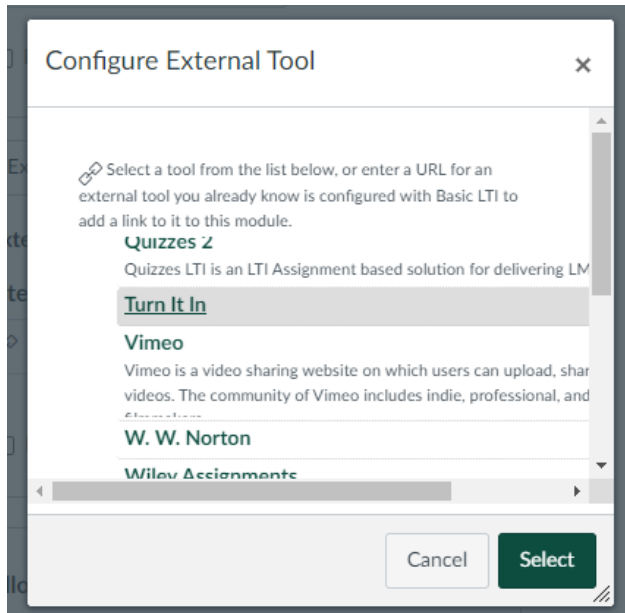 Configure External Tool
×
Select a tool from the list below, or enter a URL for an
external tool you already know is configured with Basic LTI to
add a link to it to this module.
Quizzes 2
Quizzes LTI is an LTI Assignment based solution for delivering LM
Turn It In
Vimeo
Vimeo is a video sharing website on which users can upload, shar
videos. The community of Vimeo includes indie, professional, and
W. W. Norton
Wiley Assignments
Cancel
Select